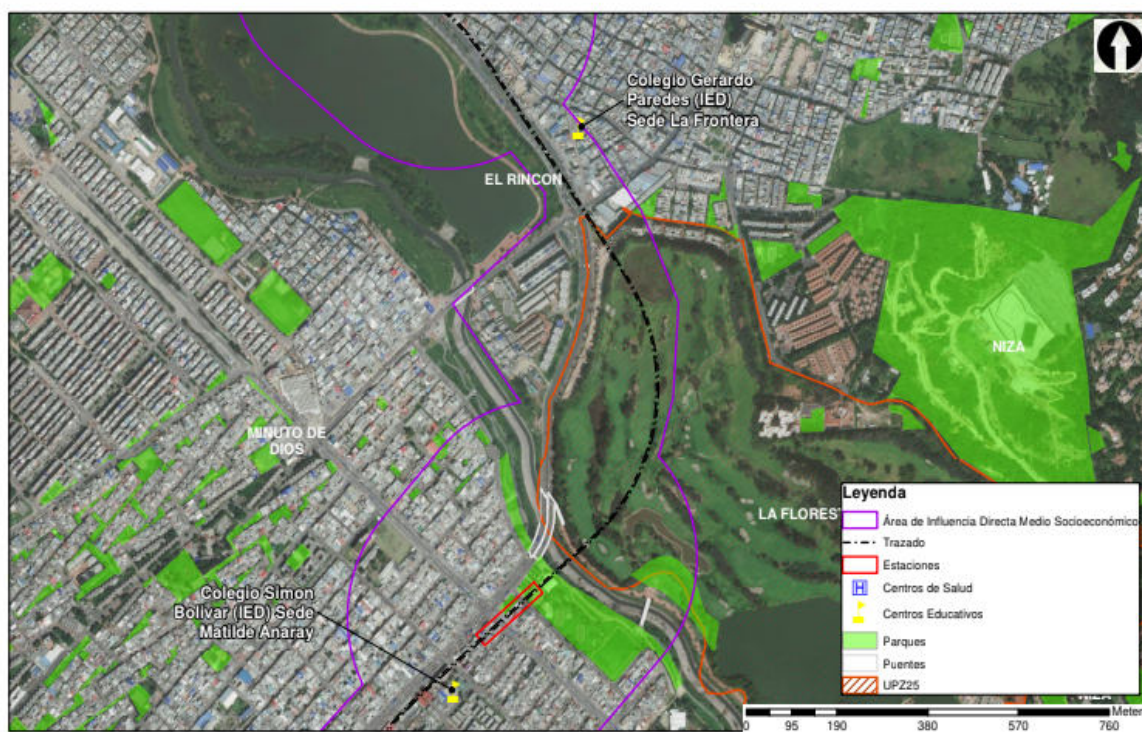 Colegio Gerardo
Paredes (IED)
Sede La Frontera
EL RINCON
NIZA
MINUTO DE
DIOS
LA FLOREST
Colegio Simon
Bolivar (IED) Sede
Matilde Anaray
Leyenda
Área de Influencia Directa Medio Socioeconómico
Trazado
Estaciones
H Centros de Salud
Centros Educativos
Parques
Puentes
UPZ25
NIZA
Meter
0 95 190 380 570 760